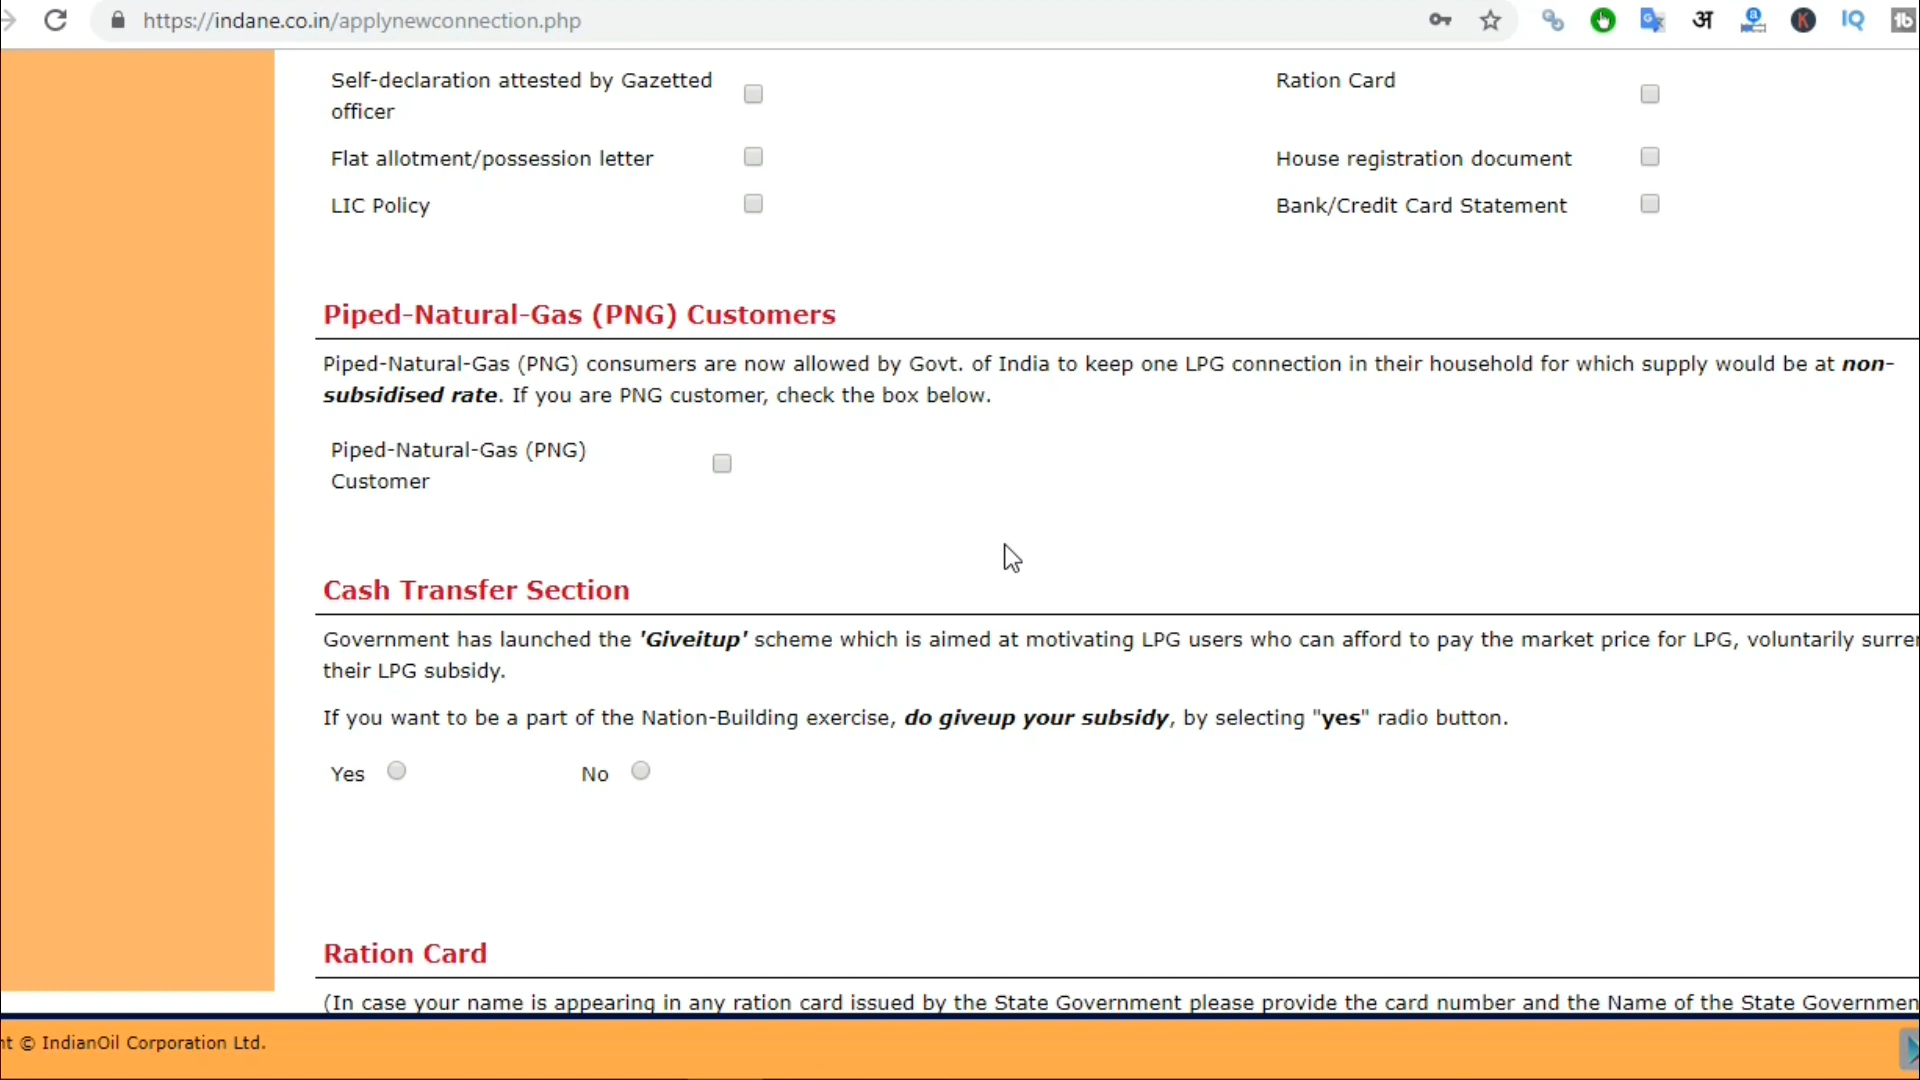 https://indane.co.in/applynewconnection.php
अ
K
IQ
Self-declaration attested by Gazetted
officer
Ration Card
Flat allotment/possession letter
House registration document
LIC Policy
Bank/Credit Card Statement
Piped-Natural-Gas (PNG) Customers
Piped-Natural-Gas (PNG) consumers are now allowed by Govt. of India to keep one LPG connection in their household for which supply would be at non-
subsidised rate. If you are PNG customer, check the box below.
Piped-Natural-Gas (PNG)
Customer
Cash Transfer Section
Government has launched the 'Giveitup' scheme which is aimed at motivating LPG users who can afford to pay the market price for LPG, voluntarily surre
their LPG subsidy.
If you want to be a part of the Nation-Building exercise, do giveup your subsidy, by selecting "yes" radio button.
Yes No
Ration Card
(In case your name is appearing in any ration card issued by the State Government please provide the card number and the Name of the State Governmen
ht © IndianOil Corporation Ltd.